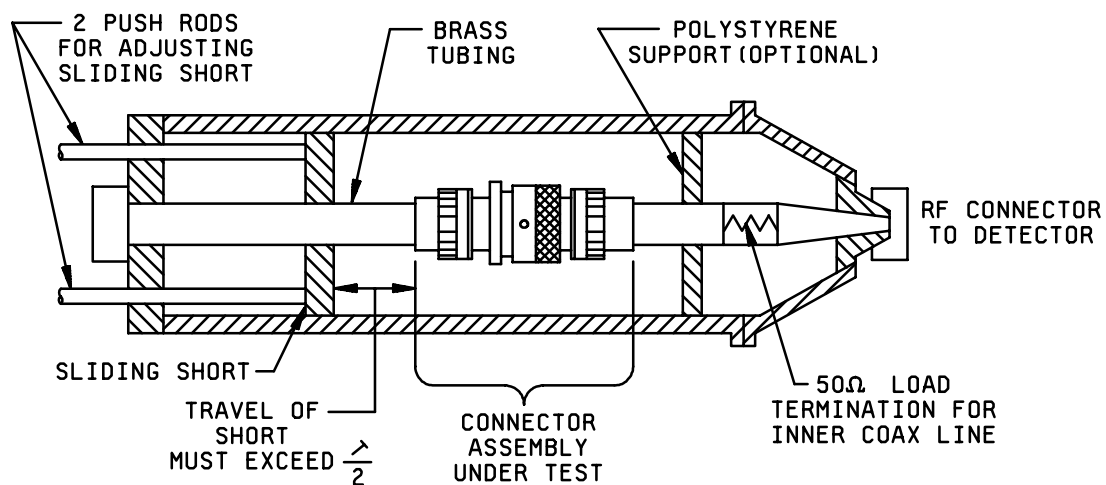 2 PUSH RODS
FOR ADJUSTING
SLIDING SHORT
BRASS
TUBING
POLYSTYRENE
SUPPORT(OPTIONAL)
RF CONNECTOR
TO DETECTOR
SLIDING SHORT
TRAVEL OF
SHORT
MUST EXCEED λ/2
CONNECTOR
ASSEMBLY
UNDER TEST
50Ω LOAD
TERMINATION FOR
INNER COAX LINE